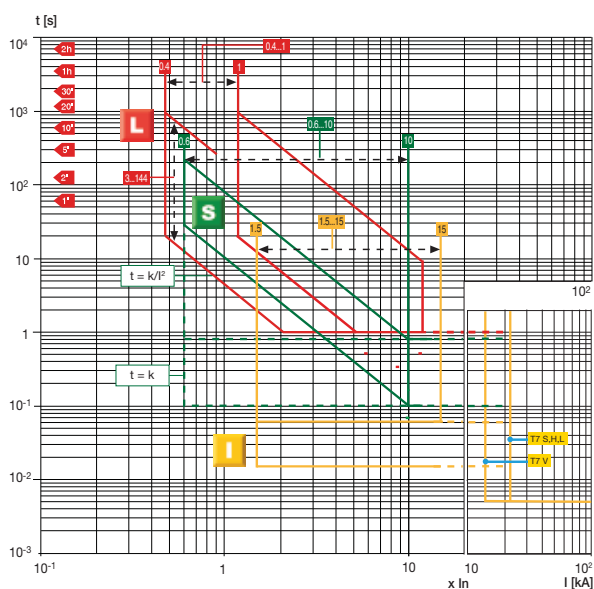 t [s]
10⁴
2h
0.4...1
0.4
1
1h
30'
20'
10³
L
0.6...10
10'
0.6
10
5'
3...144
2'
10²
1'
S
1.5
1.5...15
15
10
t = k/I²
10²
1
t = k
10⁻¹
I
T7 S,H,L
T7 V
10⁻²
10⁻³
10⁻¹
1
10
x In
10
I [kA]
10²